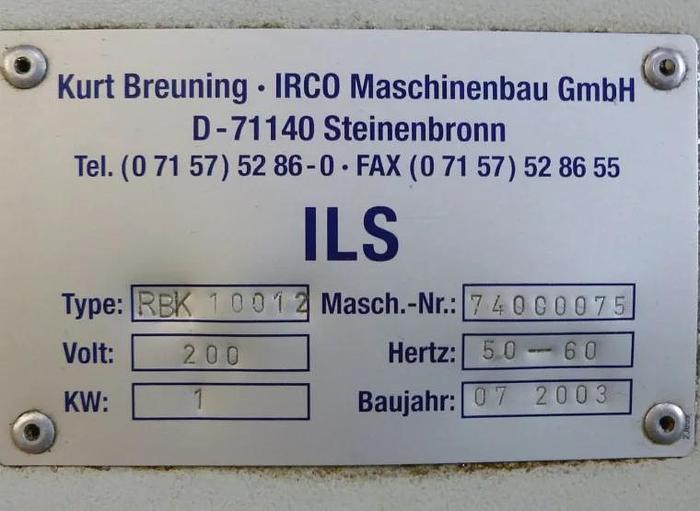 Kurt Breuning · IRCO Maschinenbau GmbH
D-71140 Steinenbronn
Tel. (0 71 57) 52 86-0 · FAX (0 71 57) 52 86 55
ILS
Type: RBK 10012 Masch.-Nr.: 74000075
Volt: 200 Hertz: 50-60
KW: 1 Baujahr: 07 2003